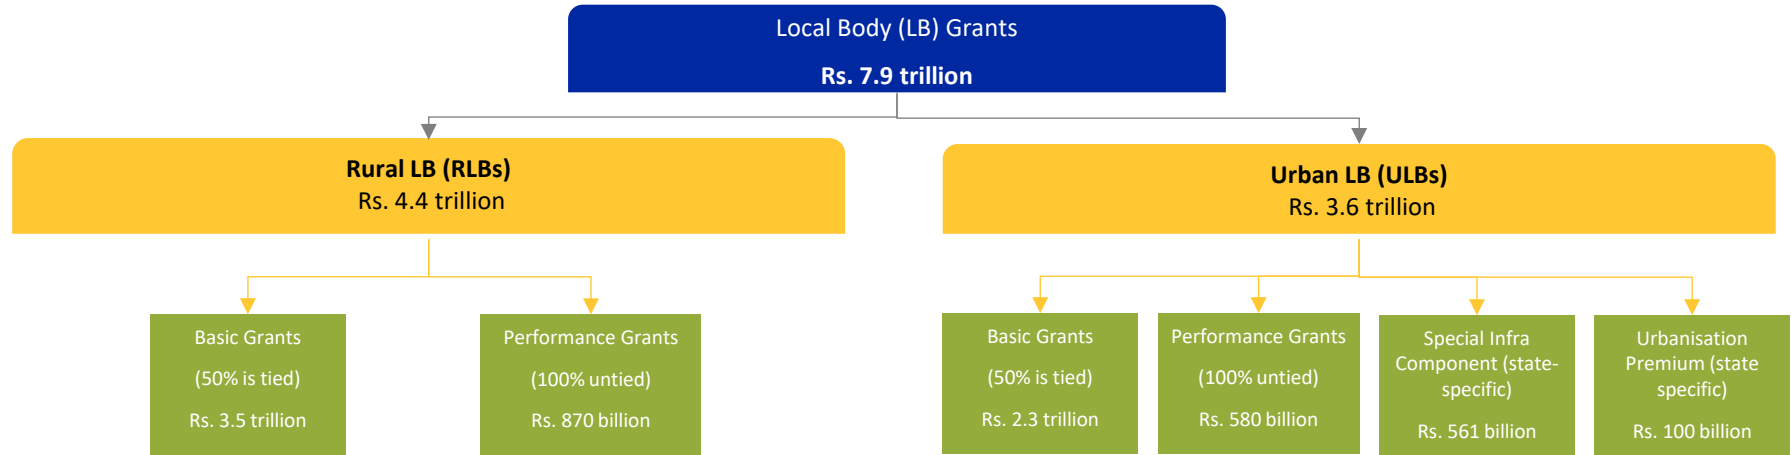 Local Body (LB) Grants
Rs. 7.9 trillion
Rural LB (RLBs)
Rs. 4.4 trillion
Urban LB (ULBs)
Rs. 3.6 trillion
Basic Grants
(50% is tied)
Rs. 3.5 trillion
Performance Grants
(100% untied)
Rs. 870 billion
Basic Grants
(50% is tied)
Rs. 2.3 trillion
Performance Grants
(100% untied)
Rs. 580 billion
Special Infra
Component (state-
specific)
Rs. 561 billion
Urbanisation
Premium (state
specific)
Rs. 100 billion